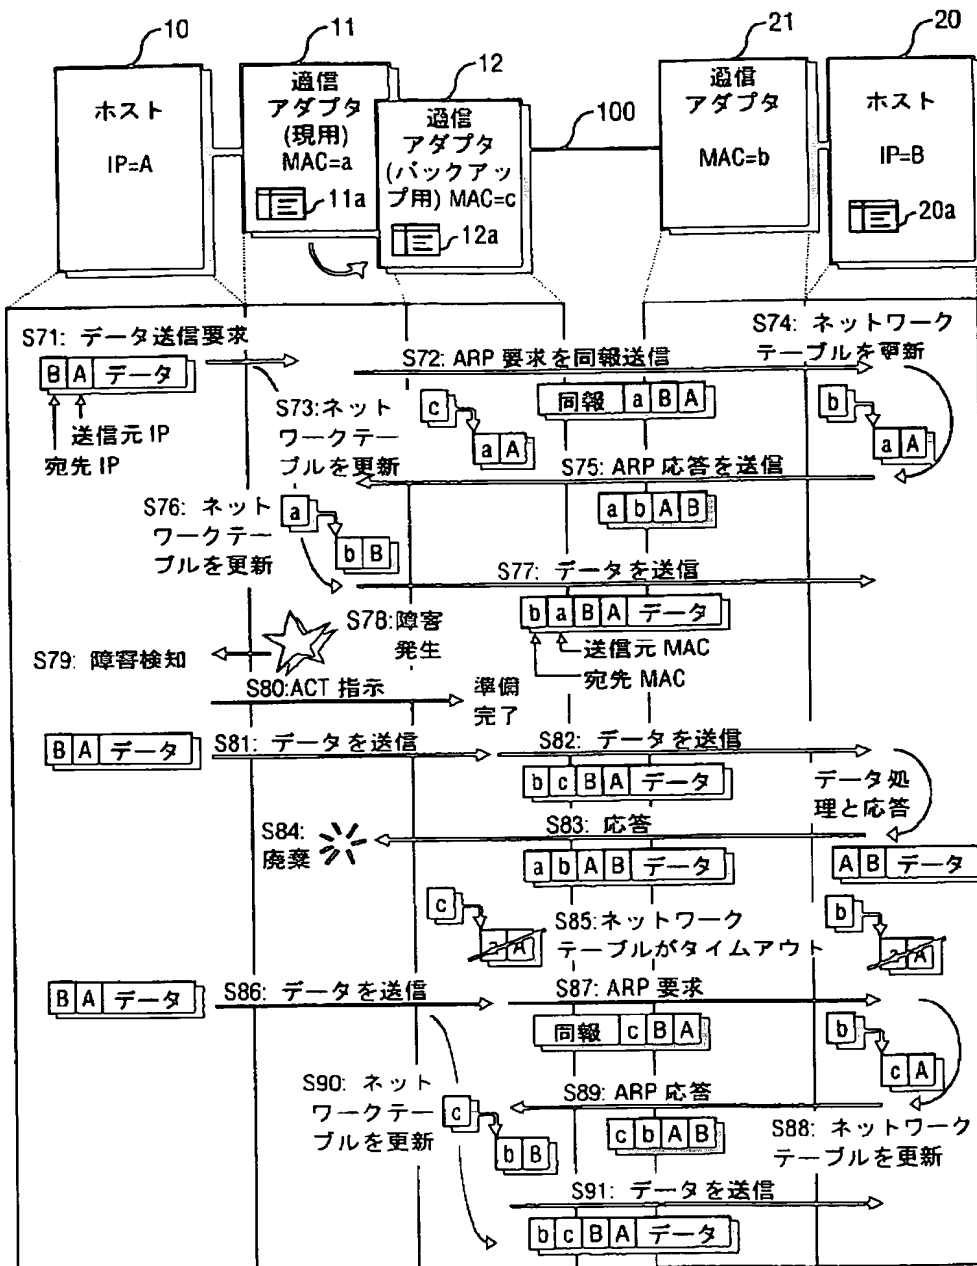 10
11
12
21
20
ホスト
IP=A
通信
アダプタ
(現用)
MAC=a
11a
通信
アダプタ
(バックアッ
プ用) MAC=c
12a
100
通信
アダプタ
MAC=b
ホスト
IP=B
20a
S71: データ送信要求
B A データ
送信元 IP
宛先 IP
S72: ARP 要求を同報送信
同報 a B A
S73:ネット
ワークテー
ブルを更新
c
a A
S74: ネットワーク
テーブルを更新
b
a A
S75: ARP 応答を送信
a b A B
S76: ネット
ワークテー
ブルを更新
a
b B
S77: データを送信
b a B A データ
送信元 MAC
宛先 MAC
S78:障害
発生
S79: 障害検知
S80:ACT 指示
準備
完了
B A データ
S81: データを送信
S82: データを送信
b c B A データ
データ処
理と応答
S83: 応答
a b A B データ
A B データ
S84:
廃棄
c
a A
S85:ネットワーク
テーブルがタイムアウト
b
a A
B A データ
S86: データを送信
S87: ARP 要求
同報 c B A
b
c A
S88: ネットワーク
テーブルを更新
S89: ARP 応答
c b A B
S90: ネット
ワークテー
ブルを更新
c
b B
S91: データを送信
b c B A データ